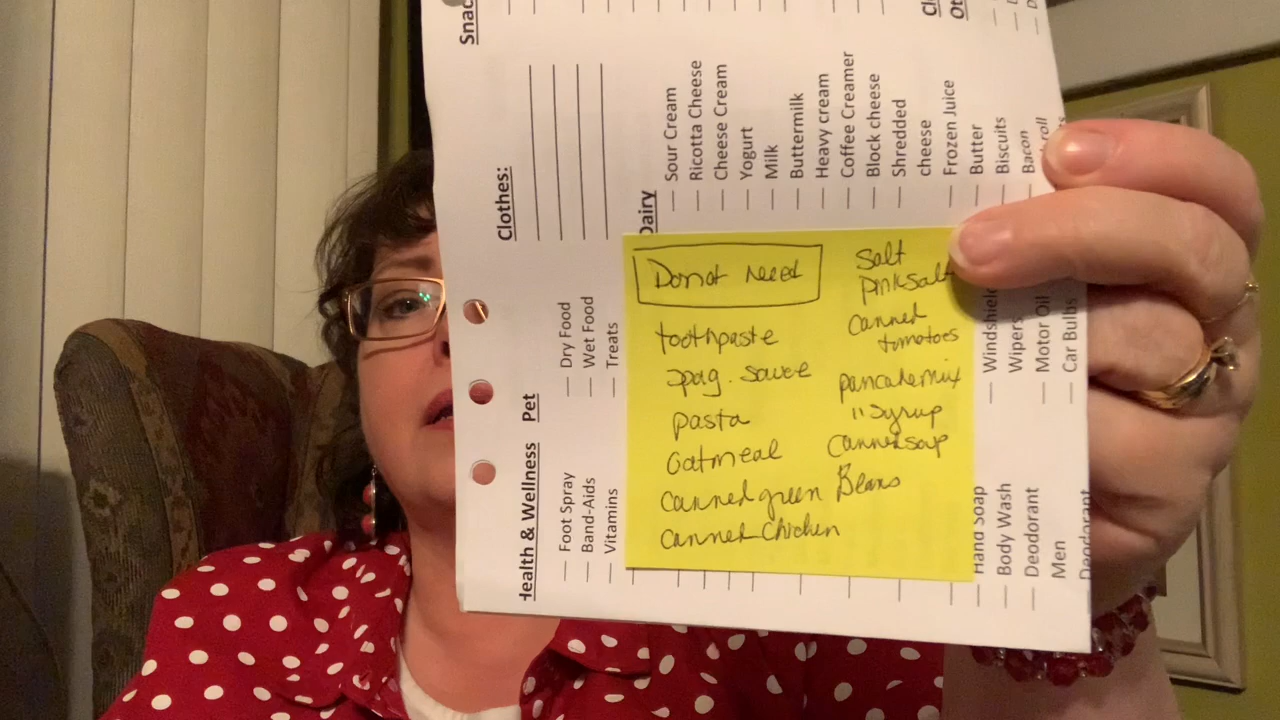 Snac
Clothes:
Dairy
Sour Cream
Ricotta Cheese
Cheese Cream
Yogurt
Milk
Buttermilk
Heavy cream
Coffee Creamer
Block cheese
Shredded
cheese
Frozen Juice
Butter
Biscuits
Bacon
roll
Pet
Dry Food
Wet Food
Treats
Health & Wellness
Foot Spray
Band-Aids
Vitamins
Do not need
toothpaste
spag. sauce
pasta
Oatmeal
canned green Beans
canned chicken
Salt
pink salt
canned
tomatoes
pancake mix
" syrup
canned soup
Windshield
Wipers
Motor Oil
Car Bulbs
Hand Soap
Body Wash
Deodorant
Men
Deodorant